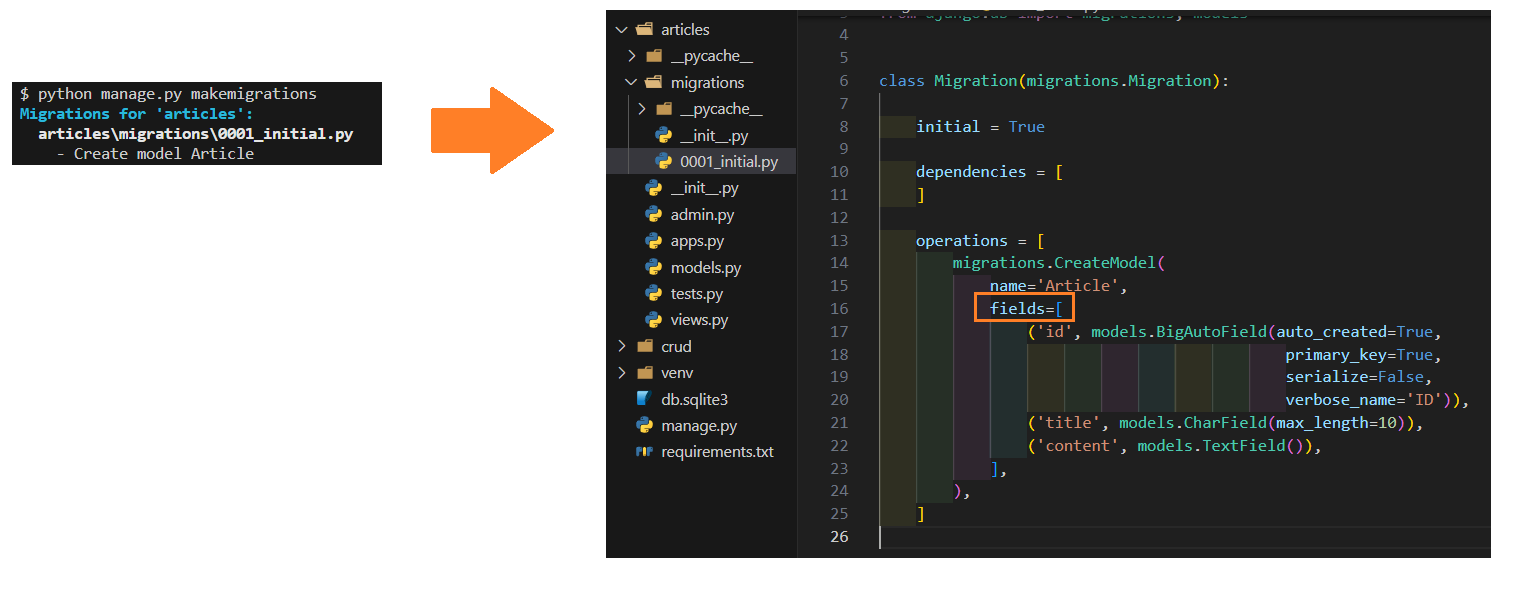 $ python manage.py makemigrations
Migrations for 'articles':
articles\migrations\0001_initial.py
- Create model Article
articles
__pycache__
migrations
__pycache__
__init__.py
0001_initial.py
__init__.py
admin.py
apps.py
models.py
tests.py
views.py
crud
venv
db.sqlite3
manage.py
requirements.txt
4
5
6 class Migration(migrations.Migration):
7
8 initial = True
9
10 dependencies = [
11 ]
12
13 operations = [
14 migrations.CreateModel(
15 name='Article',
16 fields=[
17 ('id', models.BigAutoField(auto_created=True,
18 primary_key=True,
19 serialize=False,
20 verbose_name='ID')),
21 ('title', models.CharField(max_length=10)),
22 ('content', models.TextField()),
23 ],
24 ),
25 ]
26